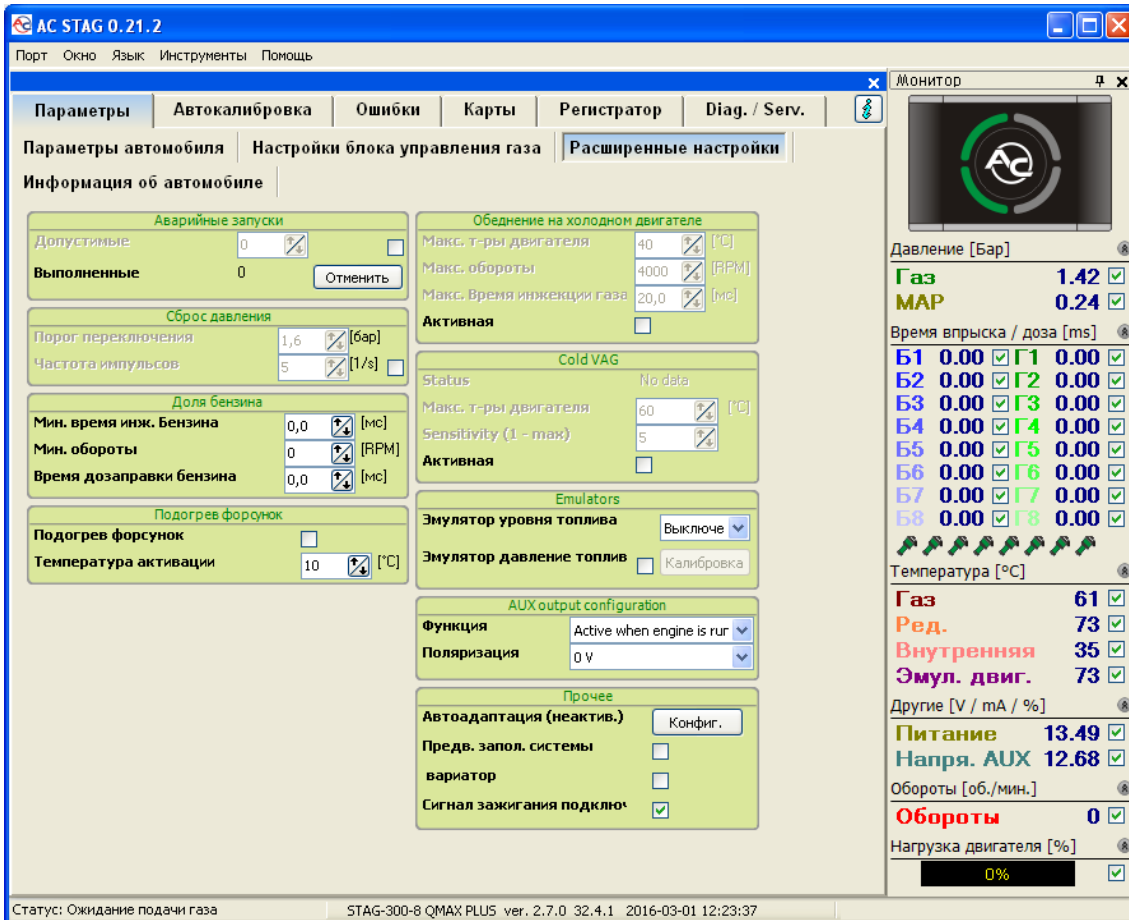 AC STAG 0.21.2
Порт Окно Язык Инструменты Помощь
Параметры Автокалибровка Ошибки Карты Регистратор Diag. / Serv.
Параметры автомобиля Настройки блока управления газа Расширенные настройки
Информация об автомобиле
Аварийные запуски
Допустимые 0
Выполненные 0 Отменить
Сброс давления
Порог переключения 1,6 [бар]
Частота импульсов 5 [1/s]
Доля бензина
Мин. время инж. Бензина 0,0 [мс]
Мин. обороты 0 [RPM]
Время дозаправки бензина 0,0 [мс]
Подогрев форсунок
Подогрев форсунок
Температура активации 10 [°C]
Обеднение на холодном двигателе
Макс. т-ры двигателя 40 [°C]
Макс. обороты 4000 [RPM]
Макс. Время инжекции газа 20,0 [мс]
Активная
Cold VAG
Status No data
Макс. т-ры двигателя 60 [°C]
Sensitivity (1 - max) 5
Активная
Emulators
Эмулятор уровня топлива Выключе
Эмулятор давление топлив Калибровка
AUX output configuration
Функция Active when engine is rur
Поляризация 0 V
Прочее
Автоадаптация (неактив.) Конфиг.
Предв. запол. системы
вариатор
Сигнал зажигания подключ
Монитор
AC
Давление [Бар]
Газ 1.42
MAP 0.24
Время впрыска / доза [ms]
Б1 0.00 Г1 0.00
Б2 0.00 Г2 0.00
Б3 0.00 Г3 0.00
Б4 0.00 Г4 0.00
Б5 0.00 Г5 0.00
Б6 0.00 Г6 0.00
Б7 0.00 Г7 0.00
Б8 0.00 Г8 0.00
Температура [°C]
Газ 61
Ред. 73
Внутренняя 35
Эмул. двиг. 73
Другие [V / mA / %]
Питание 13.49
Напря. AUX 12.68
Обороты [об./мин.]
Обороты 0
Нагрузка двигателя [%]
0%
Статус: Ожидание подачи газа STAG-300-8 QMAX PLUS ver. 2.7.0 32.4.1 2016-03-01 12:23:37